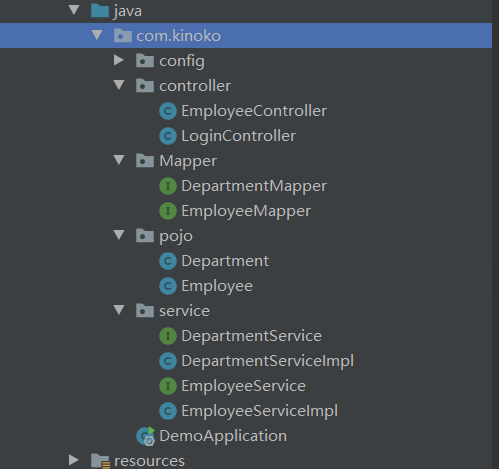 java
com.kinoko
config
controller
EmployeeController
LoginController
Mapper
DepartmentMapper
EmployeeMapper
pojo
Department
Employee
service
DepartmentService
DepartmentServiceImpl
EmployeeService
EmployeeServiceImpl
DemoApplication
resources